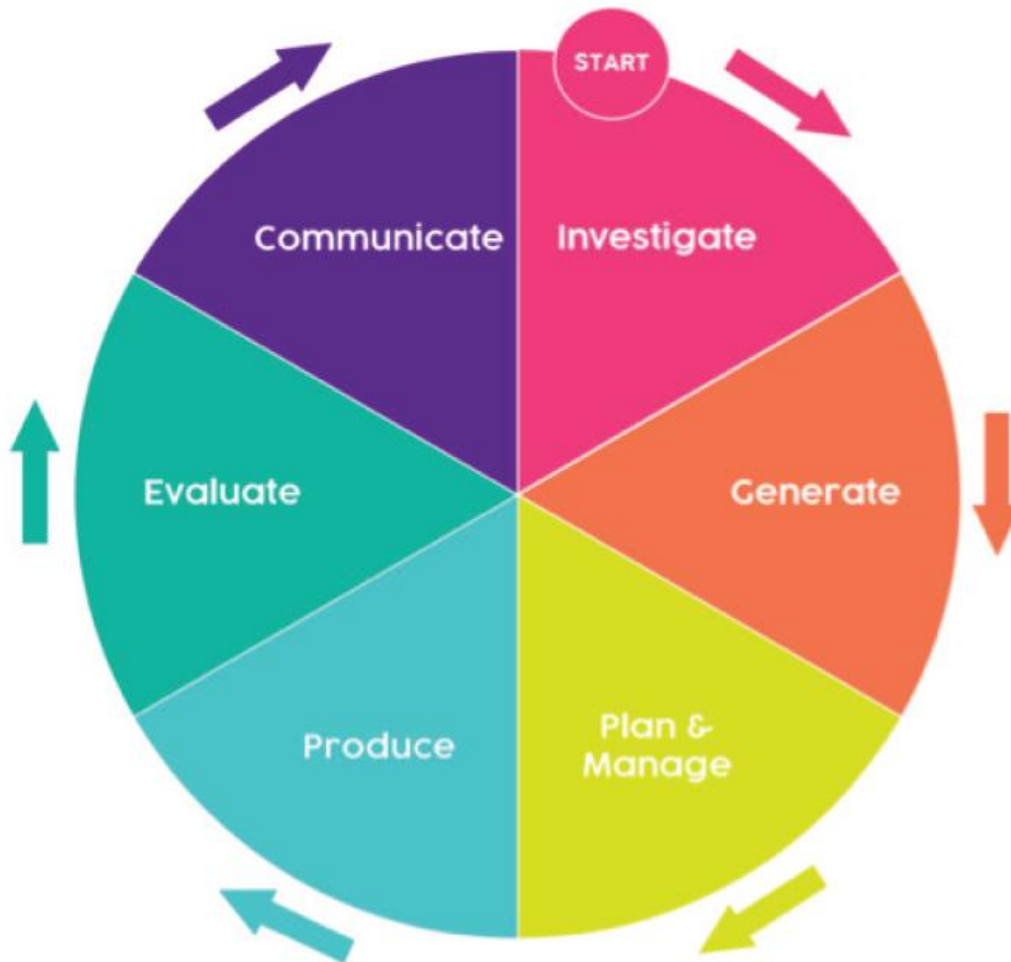 START
Investigate
Generate
Plan &
Manage
Produce
Evaluate
Communicate